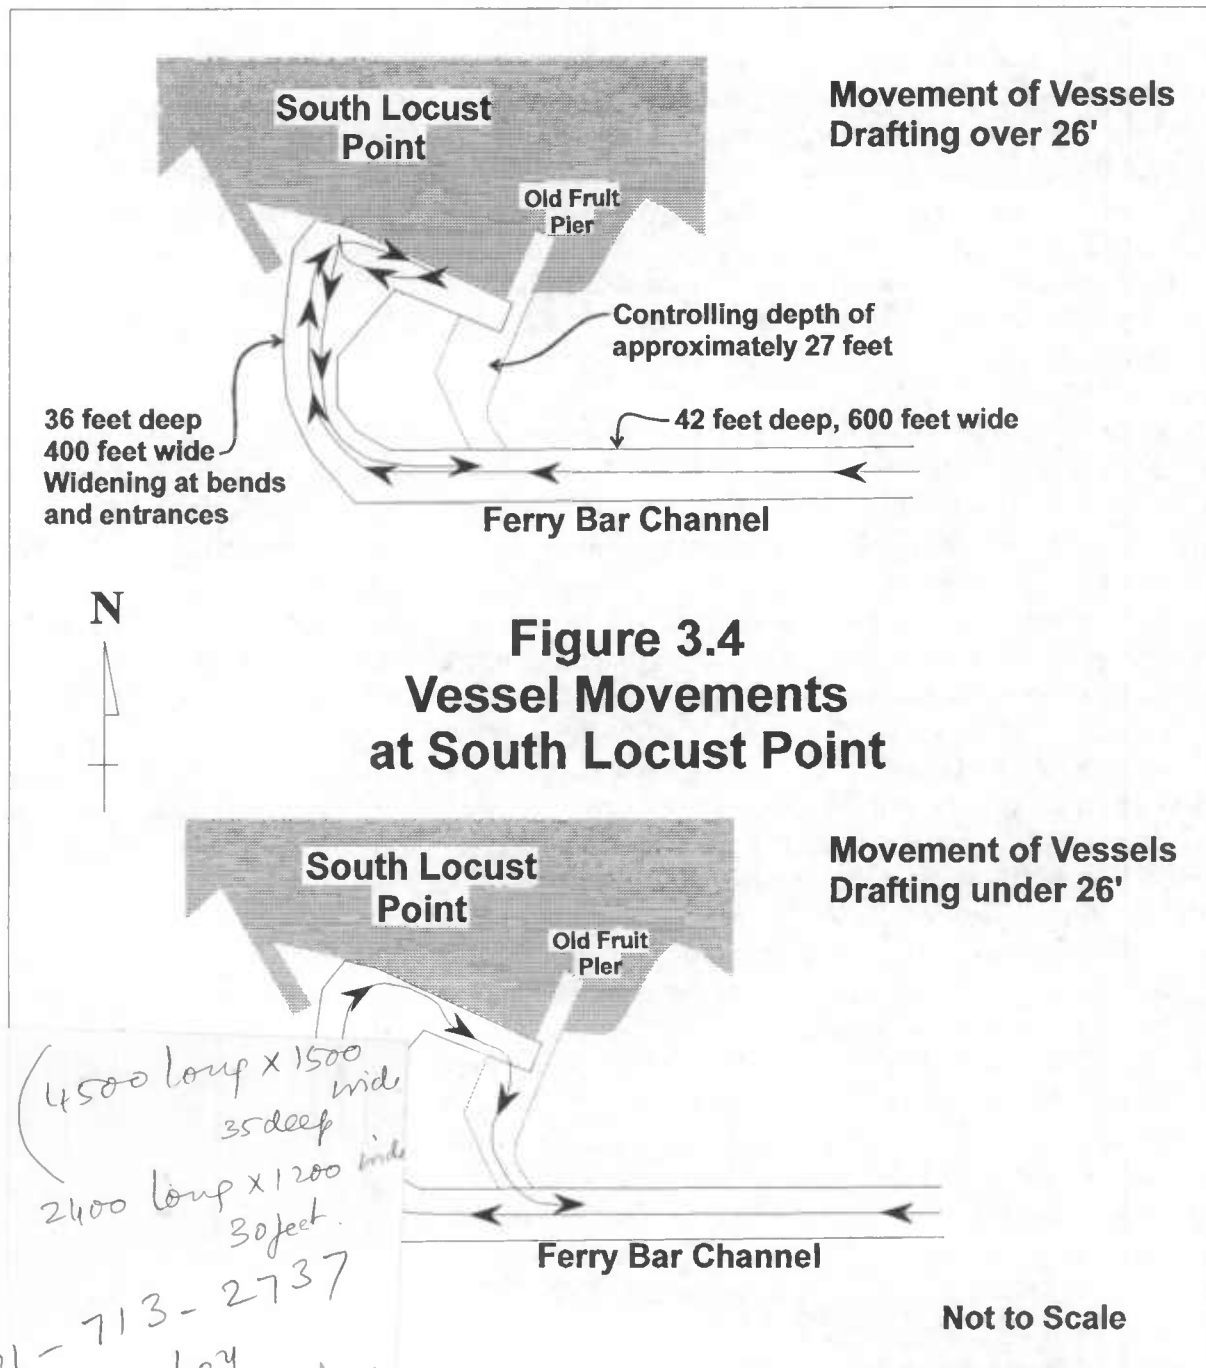 South Locust
Point
Movement of Vessels
Drafting over 26'
Old Fruit
Pier
Controlling depth of
approximately 27 feet
36 feet deep
400 feet wide
Widening at bends
and entrances
42 feet deep, 600 feet wide
Ferry Bar Channel
N
Figure 3.4
Vessel Movements
at South Locust Point
South Locust
Point
Movement of Vessels
Drafting under 26'
Old Fruit
Pier
4500 long x 1500
wide
35 deep
2400 long x 1200 wide
30 feet.
- 713-2737
Ferry Bar Channel
Not to Scale